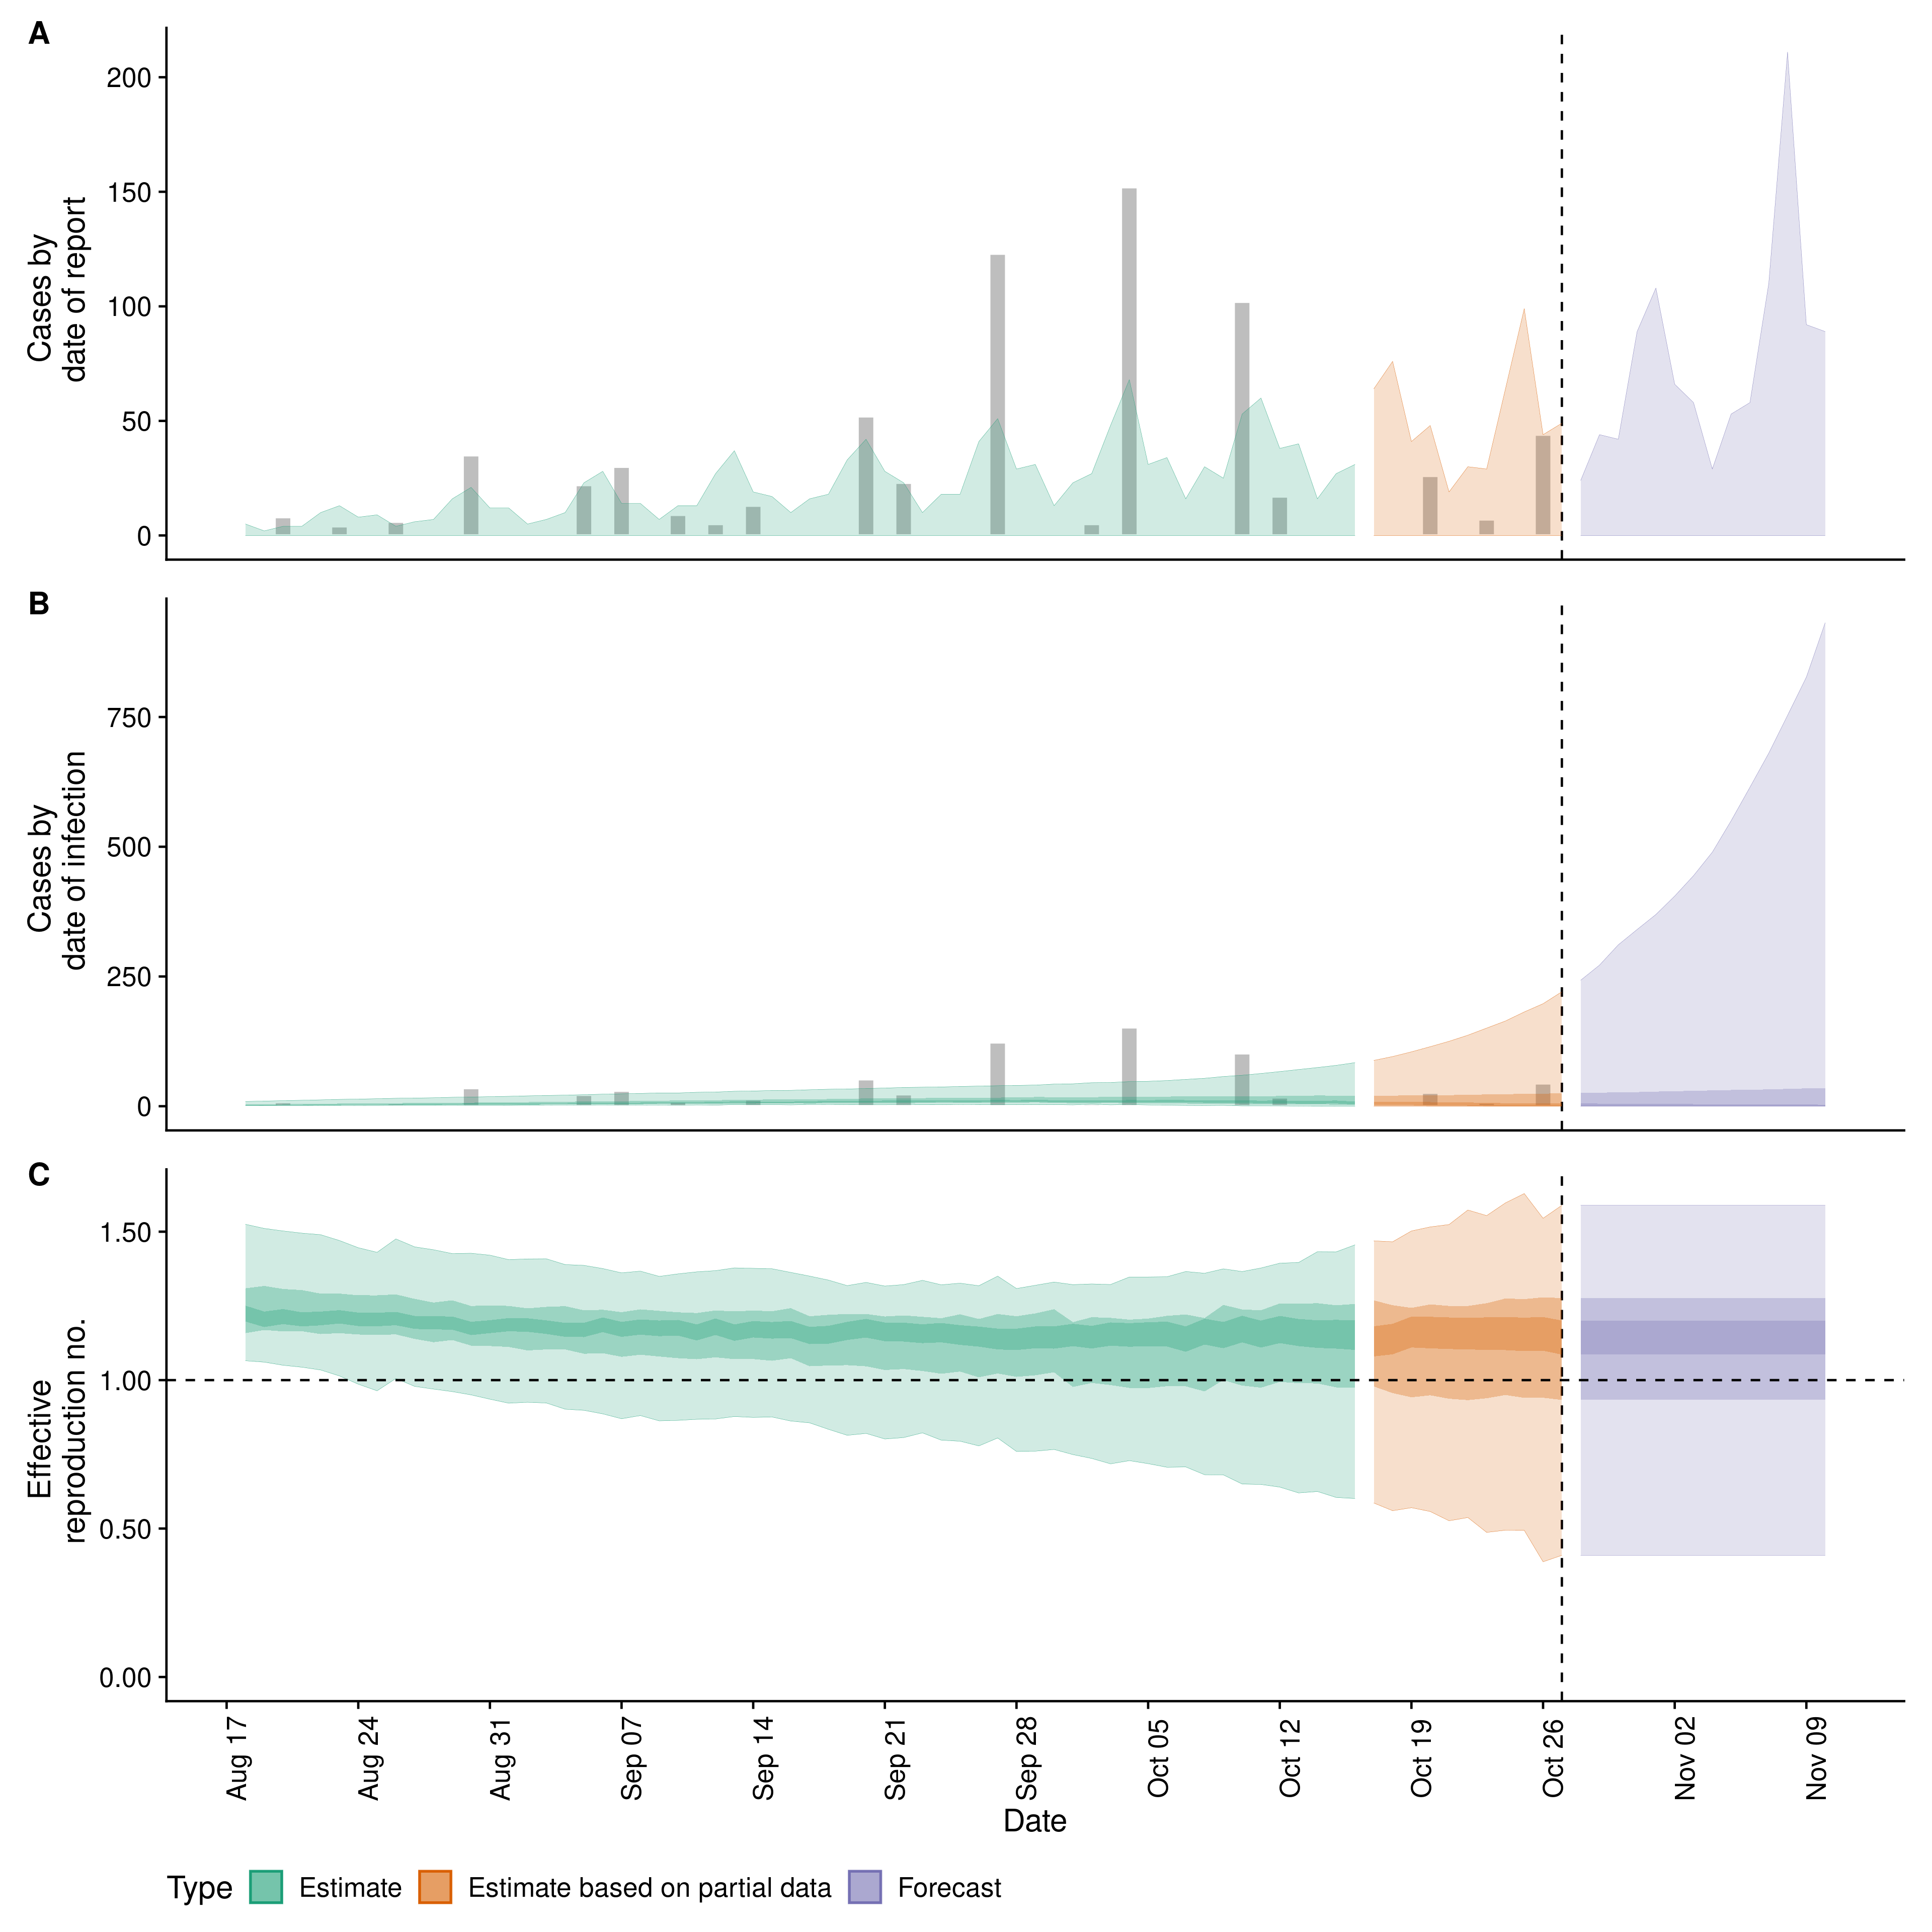 A
200
150
100
50
0
Cases by
date of report
B
750
500
250
0
Cases by
date of infection
C
1.50
1.00
0.50
0.00
Effective
reproduction no.
Aug 17
Aug 24
Aug 31
Sep 07
Sep 14
Sep 21
Sep 28
Oct 05
Oct 12
Oct 19
Oct 26
Nov 02
Nov 09
Date
Type Estimate Estimate based on partial data Forecast